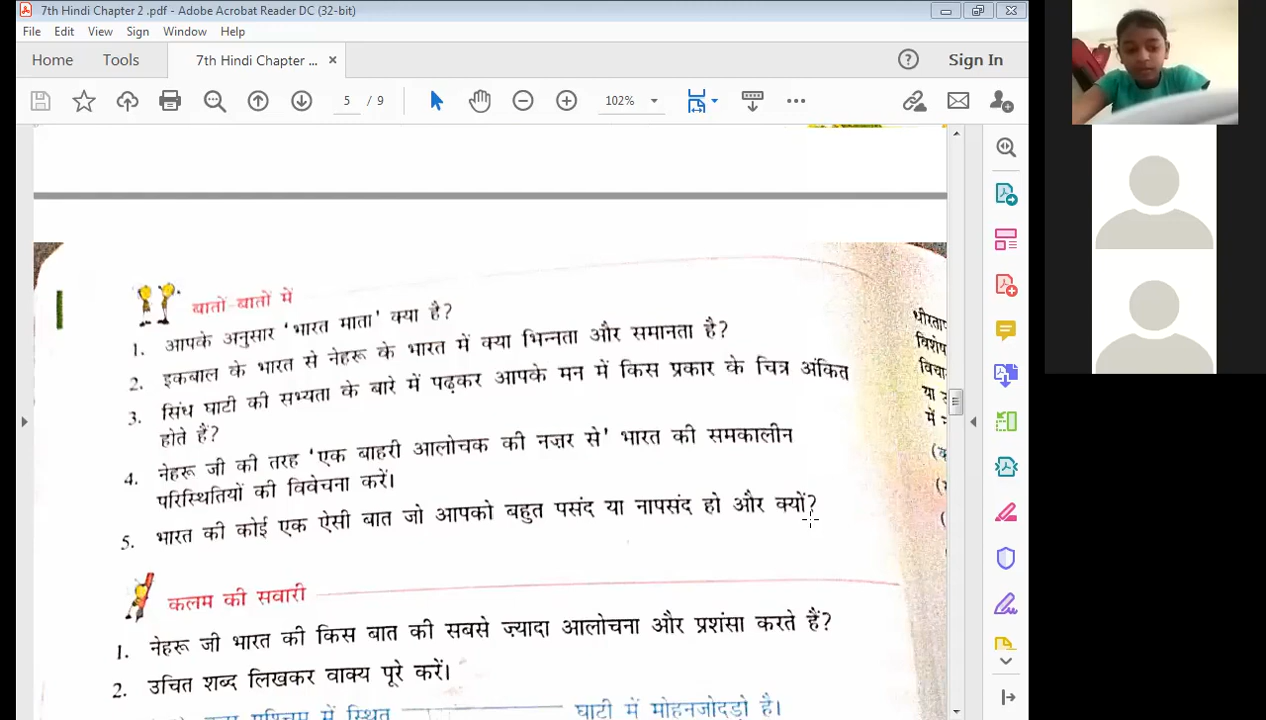 7th Hindi Chapter 2 .pdf - Adobe Acrobat Reader DC (32-bit)
File Edit View Sign Window Help
Home Tools 7th Hindi Chapter ... × Sign In
5 / 9 102%
बातों-बातों में
1. आपके अनुसार 'भारत माता' क्या है?
2. इकबाल के भारत से नेहरू के भारत में क्या भिन्नता और समानता है?
3. सिंध घाटी की सभ्यता के बारे में पढ़कर आपके मन में किस प्रकार के चित्र अंकित
होते हैं?
4. नेहरू जी की तरह 'एक बाहरी आलोचक की नज़र से' भारत की समकालीन
परिस्थितियों की विवेचना करें।
5. भारत की कोई एक ऐसी बात जो आपको बहुत पसंद या नापसंद हो और क्यों?
कलम की सवारी
1. नेहरू जी भारत की किस बात की सबसे ज़्यादा आलोचना और प्रशंसा करते हैं?
2. उचित शब्द लिखकर वाक्य पूरे करें।
पश्चिम में स्थित ____________ घाटी में मोहनजोदड़ो है।